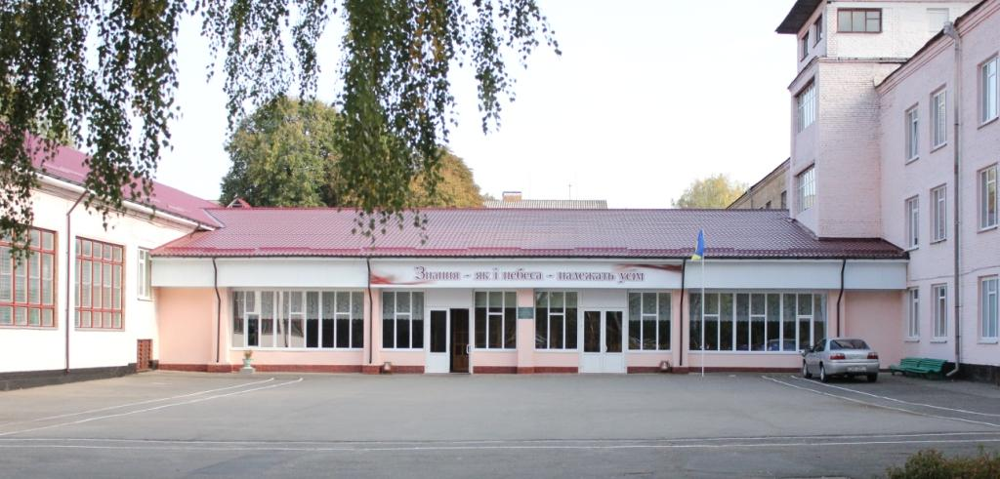 Знання – як і небеса – належать усім